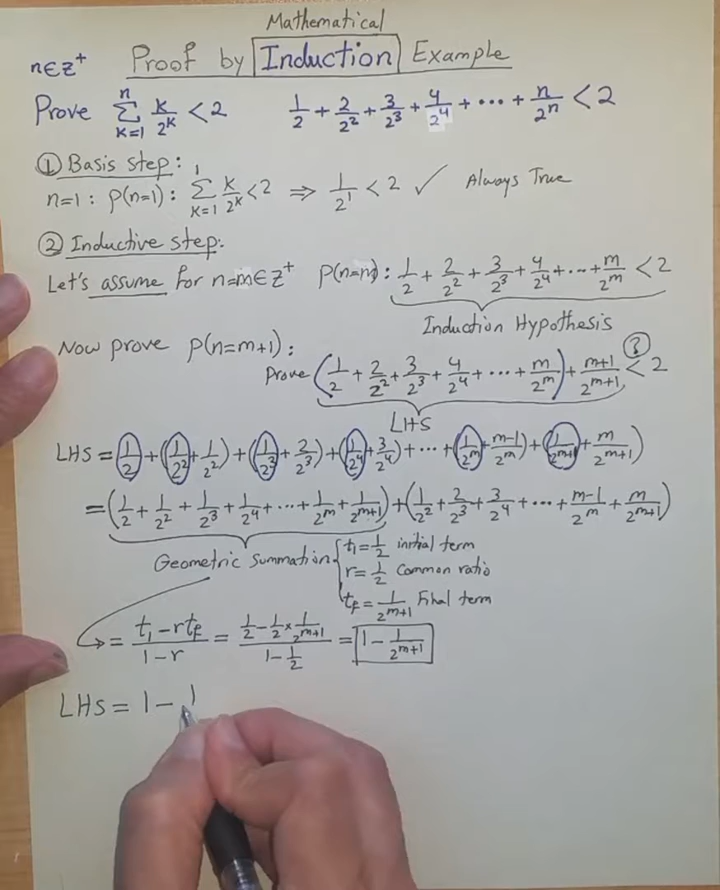 Mathematical
n∈Z⁺ Proof by Induction Example
Prove ∑_{k=1}^{n} k/2^k < 2    1/2 + 2/2² + 3/2³ + 4/2⁴ + ··· + n/2ⁿ < 2
① Basis step:
n=1 : P(n=1) : ∑_{k=1}^{1} k/2^k < 2 ⇒ 1/2¹ < 2 ✓ Always True
② Inductive step:
Let's assume for n=m∈Z⁺ P(n=m) : 1/2 + 2/2² + 3/2³ + 4/2⁴ + ··· + m/2^m < 2
Induction Hypothesis
Now prove P(n=m+1) :
Prove (1/2 + 2/2² + 3/2³ + 4/2⁴ + ··· + m/2^m) + (m+1)/2^{m+1} <^? 2
LHS
LHS = 1/2 + (1/2² + 1/2²) + (1/2³ + 2/2³) + (1/2⁴ + 3/2⁴) + ··· + (1/2^m + (m-1)/2^m) + (1/2^{m+1} + m/2^{m+1})
= (1/2 + 1/2² + 1/2³ + 1/2⁴ + ··· + 1/2^m + 1/2^{m+1}) + (1/2² + 2/2³ + 3/2⁴ + ··· + (m-1)/2^m + m/2^{m+1})
Geometric Summation { t₁ = 1/2 initial term
r = 1/2 Common ratio
t_f = 1/2^{m+1} Final term
= (t₁ - r t_f)/(1 - r) = (1/2 - 1/2 × 1/2^{m+1})/(1 - 1/2) = 1 - 1/2^{m+1}
LHS = 1 - 1